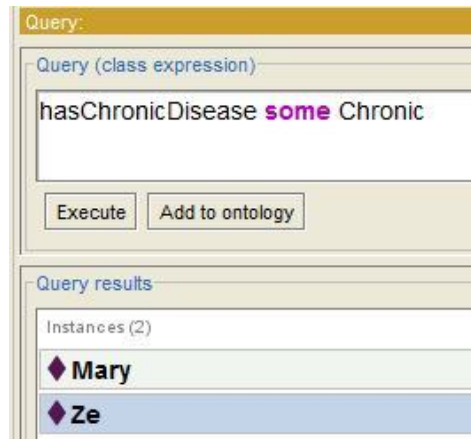 Query:
Query (class expression)
hasChronicDisease some Chronic
Execute Add to ontology
Query results
Instances (2)
Mary
Ze